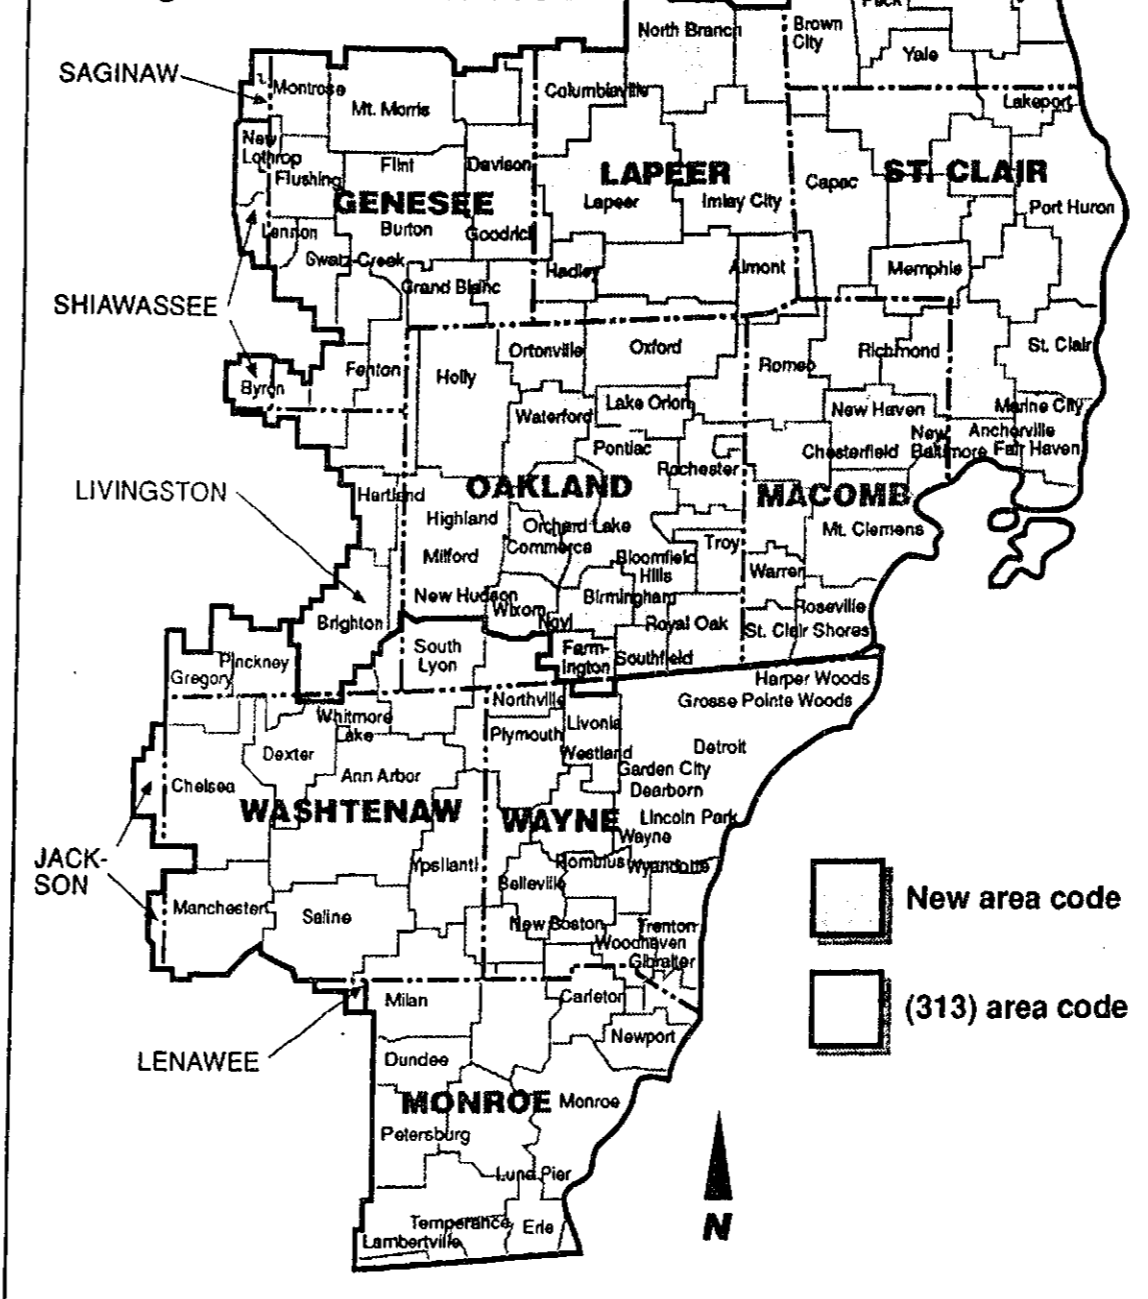 North Branch
Brown
City
Yale
SAGINAW
Montrose
Mt. Morris
Columbiaville
Lakeport
New
Lothrop
Flint
Davison
LAPEER
ST. CLAIR
Flushing
Capac
GENESEE
Lapeer
Imlay City
Port Huron
Lennon
Burton
Goodrich
Swatz Creek
Hadley
Almont
Memphis
Grand Blanc
SHIAWASSEE
Ortonville
Oxford
Richmond
St. Clair
Fenton
Holly
Romeo
Byron
Lake Orion
New Haven
Marine City
Waterford
Pontiac
Chesterfield
New
Baltimore
Anchorville
Fair Haven
Rochester
LIVINGSTON
Hartland
OAKLAND
MACOMB
Highland
Orchard Lake
Mt. Clemens
Commerce
Milford
Bloomfield
Hills
Troy
Warren
New Hudson
Wixom
Birmingham
Roseville
Brighton
Novi
Royal Oak
St. Clair Shores
South
Lyon
Farm-
ington
Southfield
Pinckney
Gregory
Harper Woods
Northville
Grosse Pointe Woods
Whitmore
Lake
Livonia
Plymouth
Dexter
Westland
Detroit
Chelsea
Ann Arbor
Garden City
Dearborn
WASHTENAW
WAYNE
Lincoln Park
Wayne
JACK-
SON
Ypsilanti
Romulus
Wyandotte
Belleville
New area code
Manchester
Saline
New Boston
Trenton
Woodhaven
Gibralter
Milan
Carleton
(313) area code
Newport
LENAWEE
Dundee
MONROE
Monroe
Petersburg
Luna Pier
Temperance
Erie
Lambertville
N